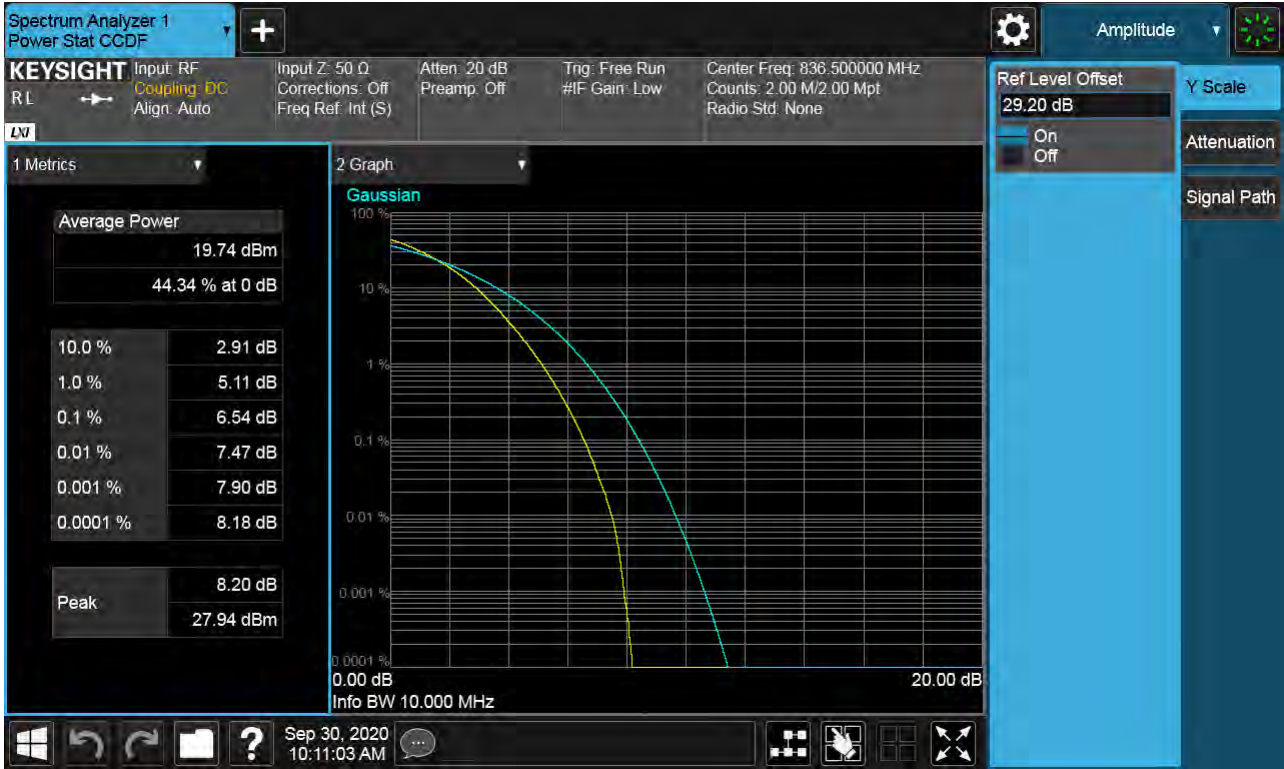 Spectrum Analyzer 1
Power Stat CCDF
Amplitude
KEYSIGHT
R L
LXI
Input: RF
Coupling: DC
Align: Auto
Input Z: 50 Ω
Corrections: Off
Freq Ref: Int (S)
Atten: 20 dB
Preamp: Off
Trig: Free Run
#IF Gain: Low
Center Freq: 836.500000 MHz
Counts: 2.00 M/2.00 Mpt
Radio Std: None
Ref Level Offset
29.20 dB
On
Off
Y Scale
Attenuation
Signal Path
1 Metrics
Average Power
19.74 dBm
44.34 % at 0 dB
10.0 % 2.91 dB
1.0 % 5.11 dB
0.1 % 6.54 dB
0.01 % 7.47 dB
0.001 % 7.90 dB
0.0001 % 8.18 dB
Peak
8.20 dB
27.94 dBm
2 Graph
Gaussian
100 %
10 %
1 %
0.1 %
0.01 %
0.001 %
0.0001 %
0.00 dB 20.00 dB
Info BW 10.000 MHz
Sep 30, 2020
10:11:03 AM